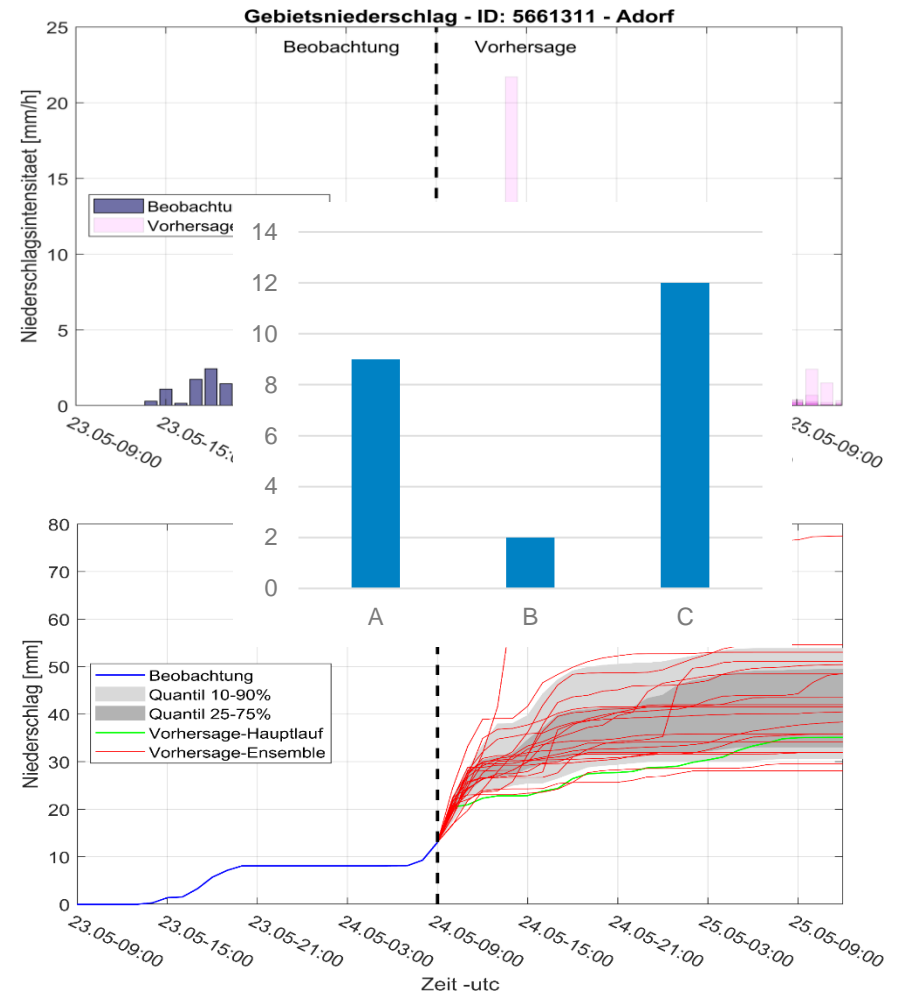 Gebietsniederschlag - ID: 5661311 - Adorf
25
Beobachtung
Vorhersage
20
15
10
5
0
Niederschlagsintensitaet [mm/h]
Vorhersage
23.05-09:00
25.05-09:00
14
12
10
8
6
4
2
0
A
B
C
80
70
60
50
40
30
20
10
0
Niederschlag [mm]
Beobachtung
Quantil 10-90%
Quantil 25-75%
Vorhersage-Hauptlauf
Vorhersage-Ensemble
23.05-09:00
23.05-15:00
23.05-21:00
24.05-03:00
24.05-09:00
24.05-15:00
24.05-21:00
25.05-03:00
25.05-09:00
Zeit -utc